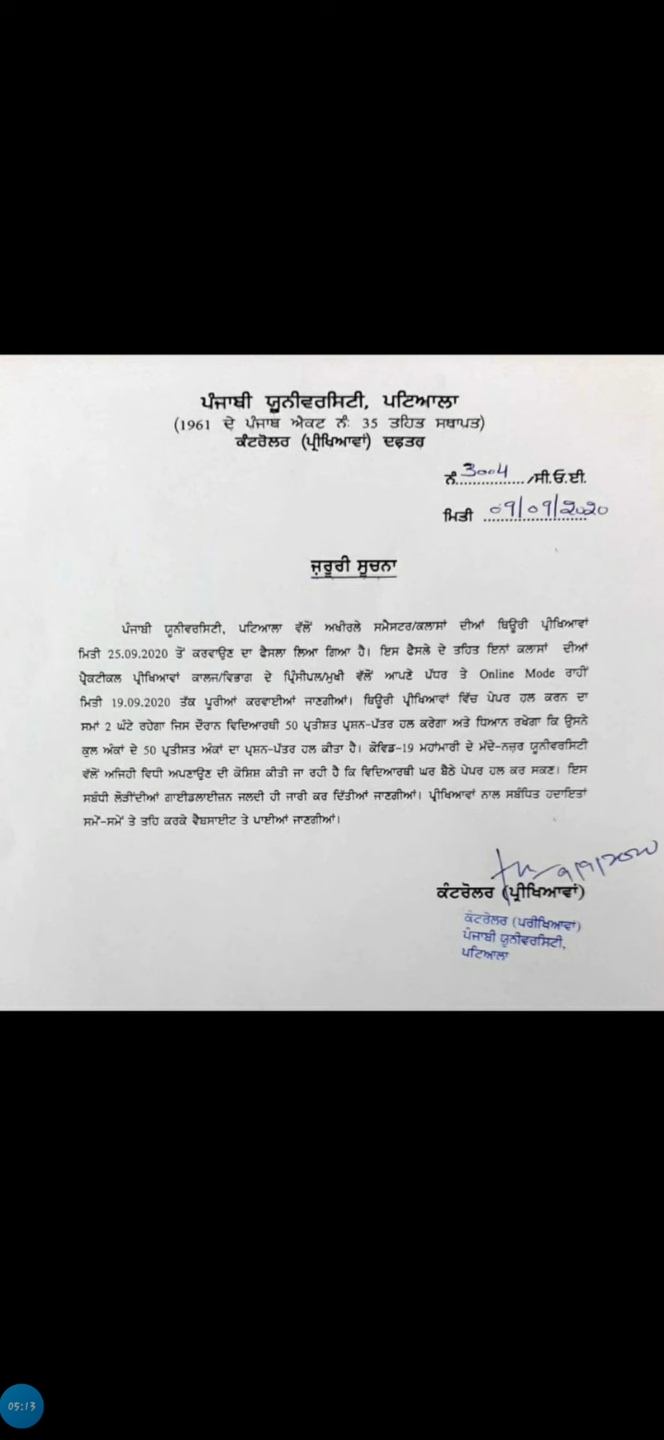 ਪੰਜਾਬੀ ਯੂਨੀਵਰਸਿਟੀ, ਪਟਿਆਲਾ
(1961 ਦੇ ਪੰਜਾਬ ਐਕਟ ਨੰ: 35 ਤਹਿਤ ਸਥਾਪਤ)
ਕੰਟਰੋਲਰ (ਪ੍ਰੀਖਿਆਵਾਂ) ਦਫਤਰ
ਨੰ. 3004 /ਸੀ.ਓ.ਈ.
ਮਿਤੀ 09/09/2020
ਜ਼ਰੂਰੀ ਸੂਚਨਾ
ਪੰਜਾਬੀ ਯੂਨੀਵਰਸਿਟੀ, ਪਟਿਆਲਾ ਵੱਲੋਂ ਅਖੀਰਲੇ ਸਮੈਸਟਰ/ਕਲਾਸਾਂ ਦੀਆਂ ਥਿਊਰੀ ਪ੍ਰੀਖਿਆਵਾਂ
ਮਿਤੀ 25.09.2020 ਤੋਂ ਕਰਵਾਉਣ ਦਾ ਫੈਸਲਾ ਲਿਆ ਗਿਆ ਹੈ। ਇਸ ਫੈਸਲੇ ਦੇ ਤਹਿਤ ਇਨਾਂ ਕਲਾਸਾਂ ਦੀਆਂ
ਪ੍ਰੈਕਟੀਕਲ ਪ੍ਰੀਖਿਆਵਾਂ ਕਾਲਜ/ਵਿਭਾਗ ਦੇ ਪ੍ਰਿੰਸੀਪਲ/ਮੁਖੀ ਵੱਲੋਂ ਆਪਣੇ ਪੱਧਰ ਤੇ Online Mode ਰਾਹੀਂ
ਮਿਤੀ 19.09.2020 ਤੱਕ ਪੂਰੀਆਂ ਕਰਵਾਈਆਂ ਜਾਣਗੀਆਂ। ਥਿਊਰੀ ਪ੍ਰੀਖਿਆਵਾਂ ਵਿੱਚ ਪੇਪਰ ਹਲ ਕਰਨ ਦਾ
ਸਮਾਂ 2 ਘੰਟੇ ਰਹੇਗਾ ਜਿਸ ਦੌਰਾਨ ਵਿਦਿਆਰਥੀ 50 ਪ੍ਰਤੀਸ਼ਤ ਪ੍ਰਸ਼ਨ-ਪੱਤਰ ਹਲ ਕਰੇਗਾ ਅਤੇ ਧਿਆਨ ਰਖੇਗਾ ਕਿ ਉਸਨੇ
ਕੁਲ ਅੰਕਾਂ ਦੇ 50 ਪ੍ਰਤੀਸ਼ਤ ਅੰਕਾਂ ਦਾ ਪ੍ਰਸ਼ਨ-ਪੱਤਰ ਹਲ ਕੀਤਾ ਹੈ। ਕੋਵਿਡ-19 ਮਹਾਂਮਾਰੀ ਦੇ ਮੱਦੇ-ਨਜ਼ਰ ਯੂਨੀਵਰਸਿਟੀ
ਵੱਲੋਂ ਅਜਿਹੀ ਵਿਧੀ ਅਪਣਾਉਣ ਦੀ ਕੋਸ਼ਿਸ਼ ਕੀਤੀ ਜਾ ਰਹੀ ਹੈ ਕਿ ਵਿਦਿਆਰਥੀ ਘਰ ਬੈਠੇ ਪੇਪਰ ਹਲ ਕਰ ਸਕਣ। ਇਸ
ਸਬੰਧੀ ਲੋੜੀਂਦੀਆਂ ਗਾਈਡਲਾਈਜ਼ਨ ਜਲਦੀ ਹੀ ਜਾਰੀ ਕਰ ਦਿੱਤੀਆਂ ਜਾਣਗੀਆਂ। ਪ੍ਰੀਖਿਆਵਾਂ ਨਾਲ ਸਬੰਧਿਤ ਹਦਾਇਤਾਂ
ਸਮੇਂ-ਸਮੇਂ ਤੇ ਤਹਿ ਕਰਕੇ ਵੈਬਸਾਈਟ ਤੇ ਪਾਈਆਂ ਜਾਣਗੀਆਂ।
9/9/2020
ਕੰਟਰੋਲਰ (ਪ੍ਰੀਖਿਆਵਾਂ)
ਕੰਟਰੋਲਰ (ਪਰੀਖਿਆਵਾਂ)
ਪੰਜਾਬੀ ਯੂਨੀਵਰਸਿਟੀ,
ਪਟਿਆਲਾ
05:13